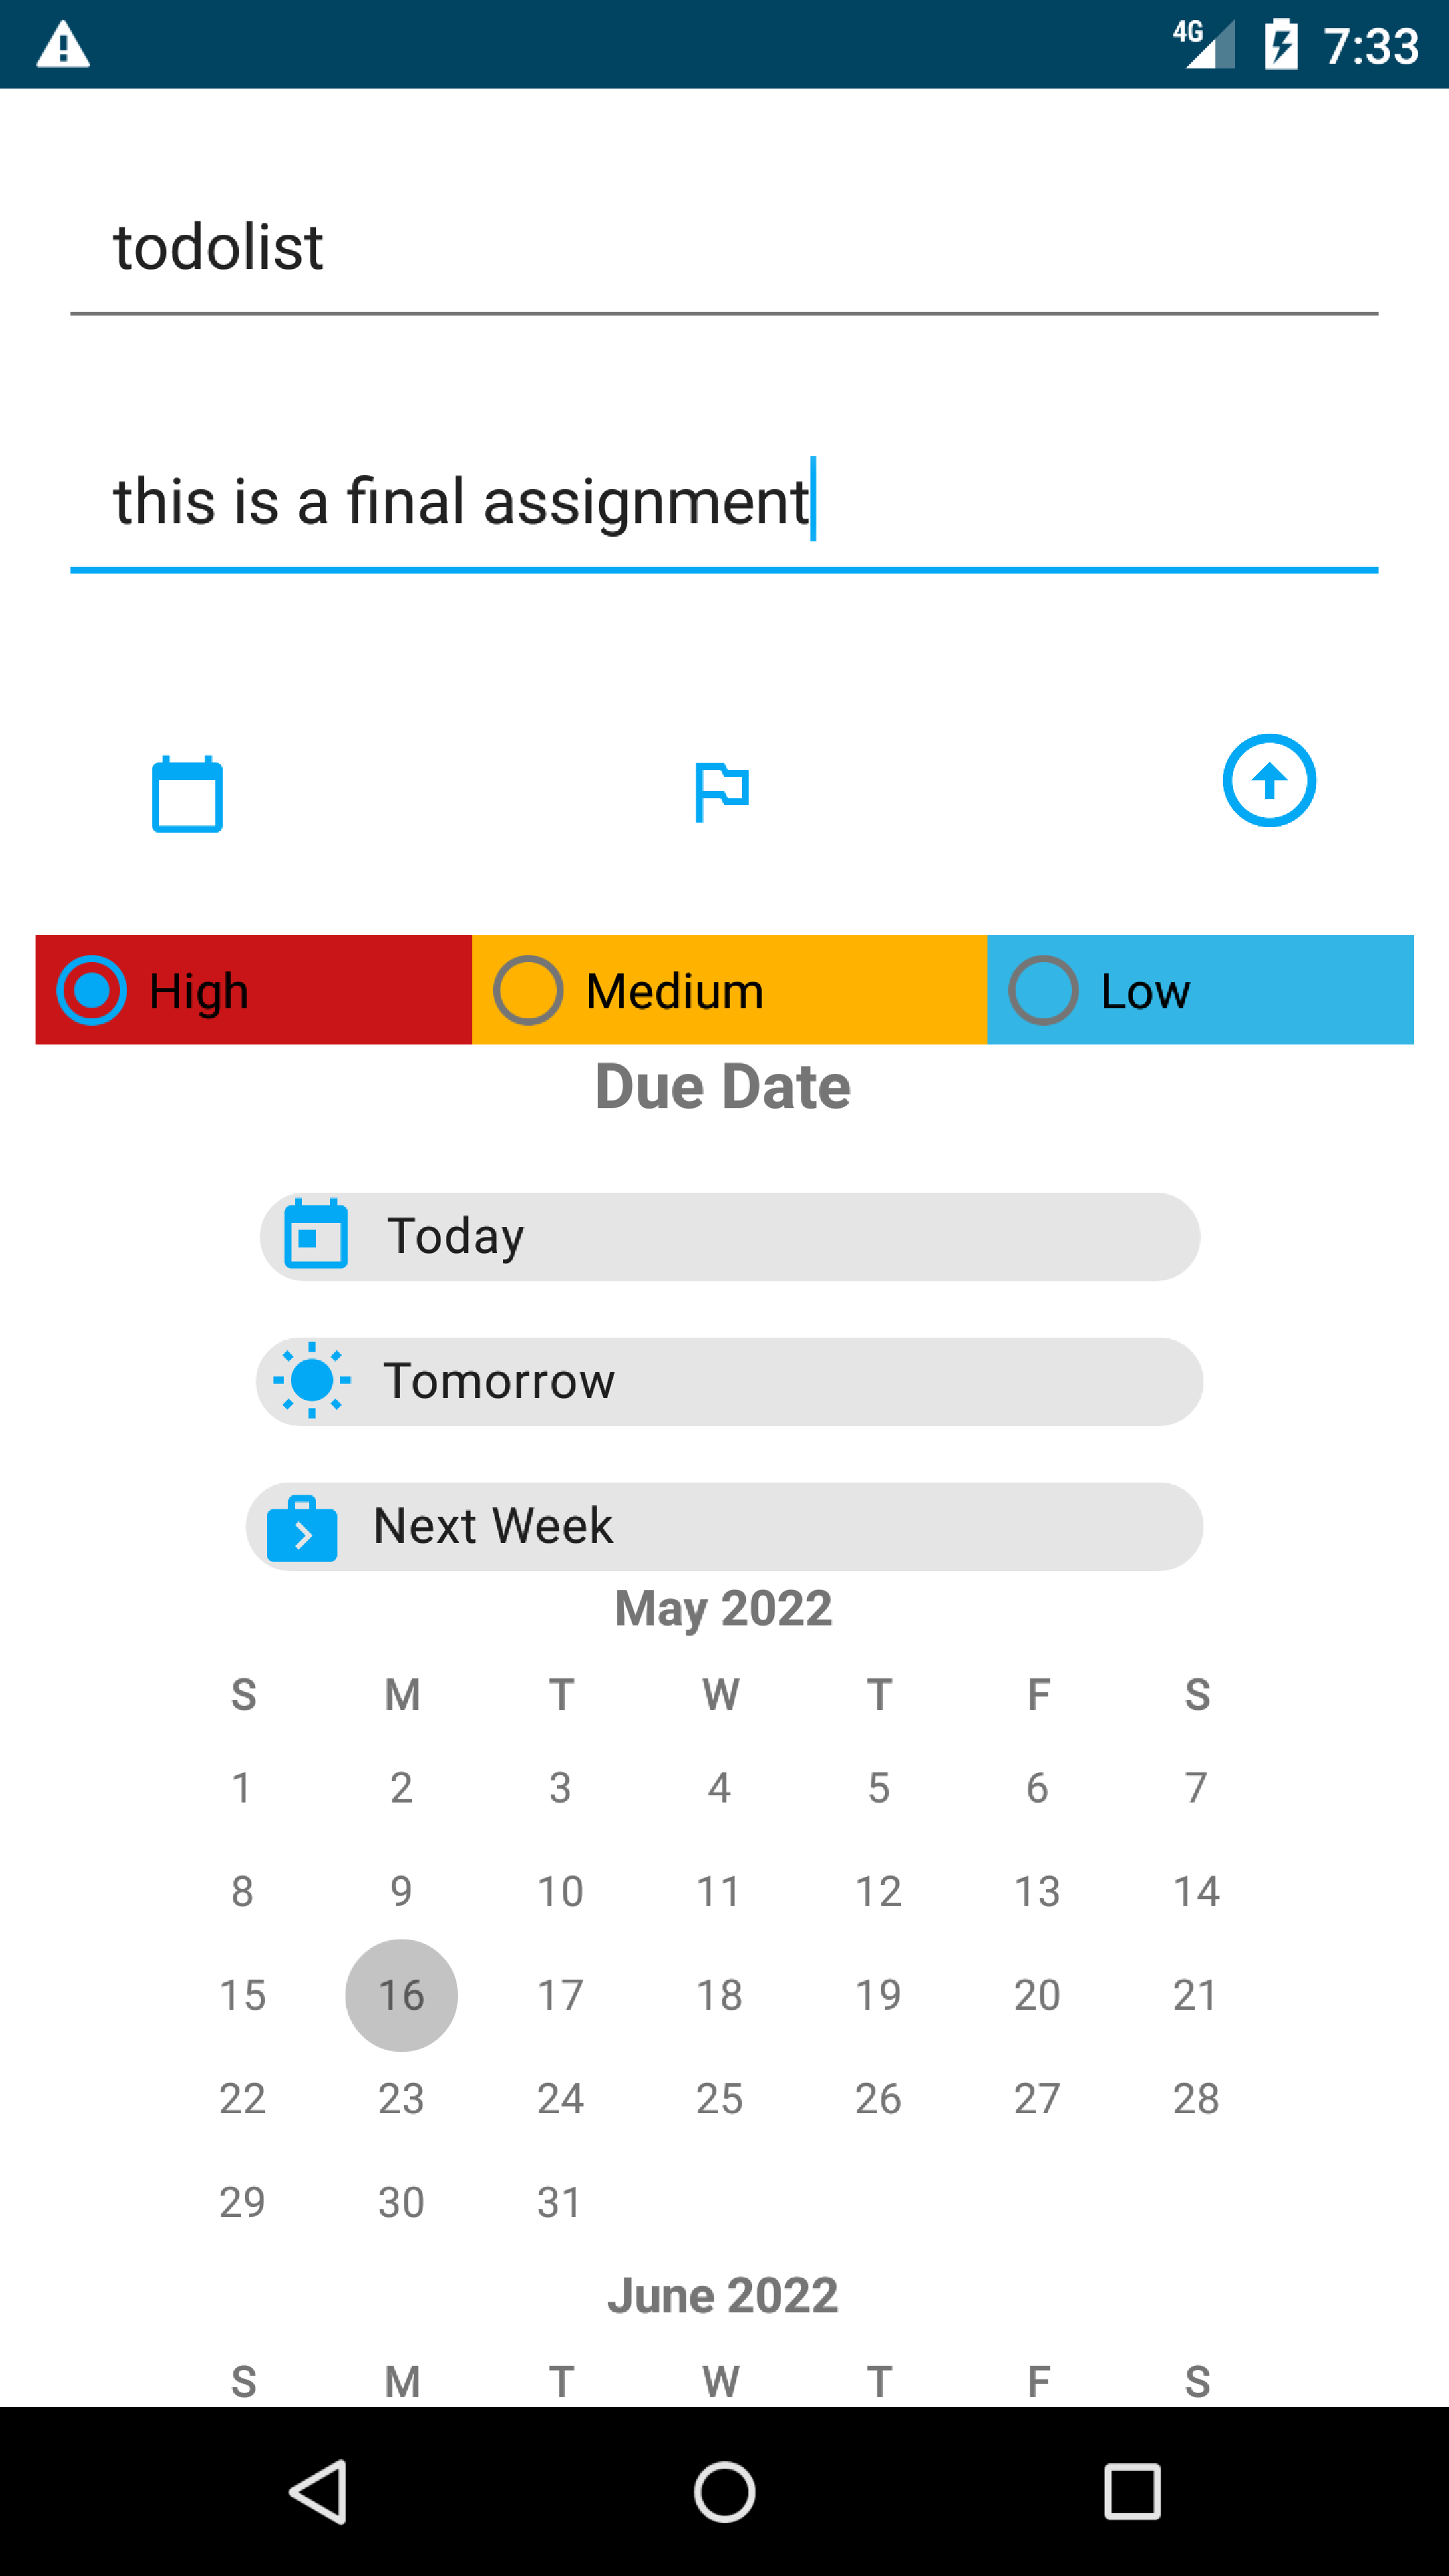 4G 7:33
todolist
this is a final assignment
High Medium Low
Due Date
Today
Tomorrow
Next Week
May 2022
S M T W T F S
1 2 3 4 5 6 7
8 9 10 11 12 13 14
15 16 17 18 19 20 21
22 23 24 25 26 27 28
29 30 31
June 2022
S M T W T F S